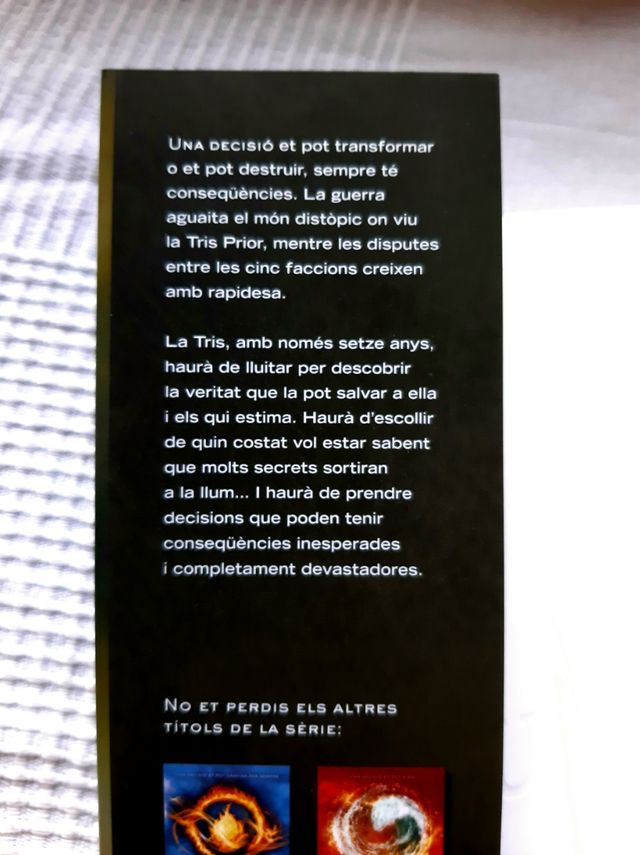 UNA DECISIÓ et pot transformar
o et pot destruir, sempre té
conseqüències. La guerra
aguaita el món distòpic on viu
la Tris Prior, mentre les disputes
entre les cinc faccions creixen
amb rapidesa.
La Tris, amb només setze anys,
haurà de lluitar per descobrir
la veritat que la pot salvar a ella
i els qui estima. Haurà d'escollir
de quin costat vol estar sabent
que molts secrets sortiran
a la llum... I haurà de prendre
decisions que poden tenir
conseqüències inesperades
i completament devastadores.
NO ET PERDIS ELS ALTRES
TÍTOLS DE LA SÈRIE: